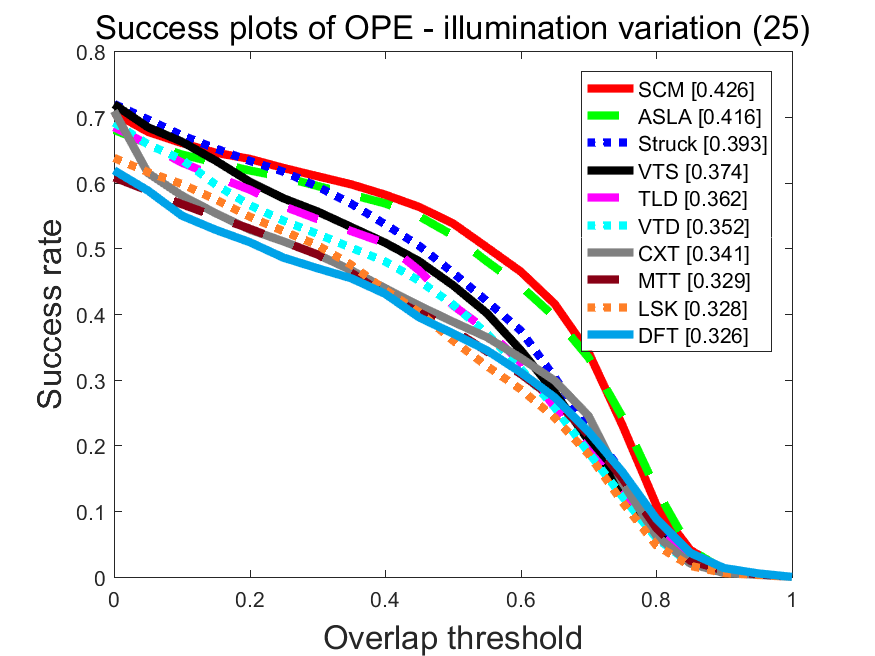 Success plots of OPE - illumination variation (25)
0.8
0.7
0.6
0.5
0.4
0.3
0.2
0.1
0
Success rate
SCM [0.426]
ASLA [0.416]
Struck [0.393]
VTS [0.374]
TLD [0.362]
VTD [0.352]
CXT [0.341]
MTT [0.329]
LSK [0.328]
DFT [0.326]
0 0.2 0.4 0.6 0.8 1
Overlap threshold